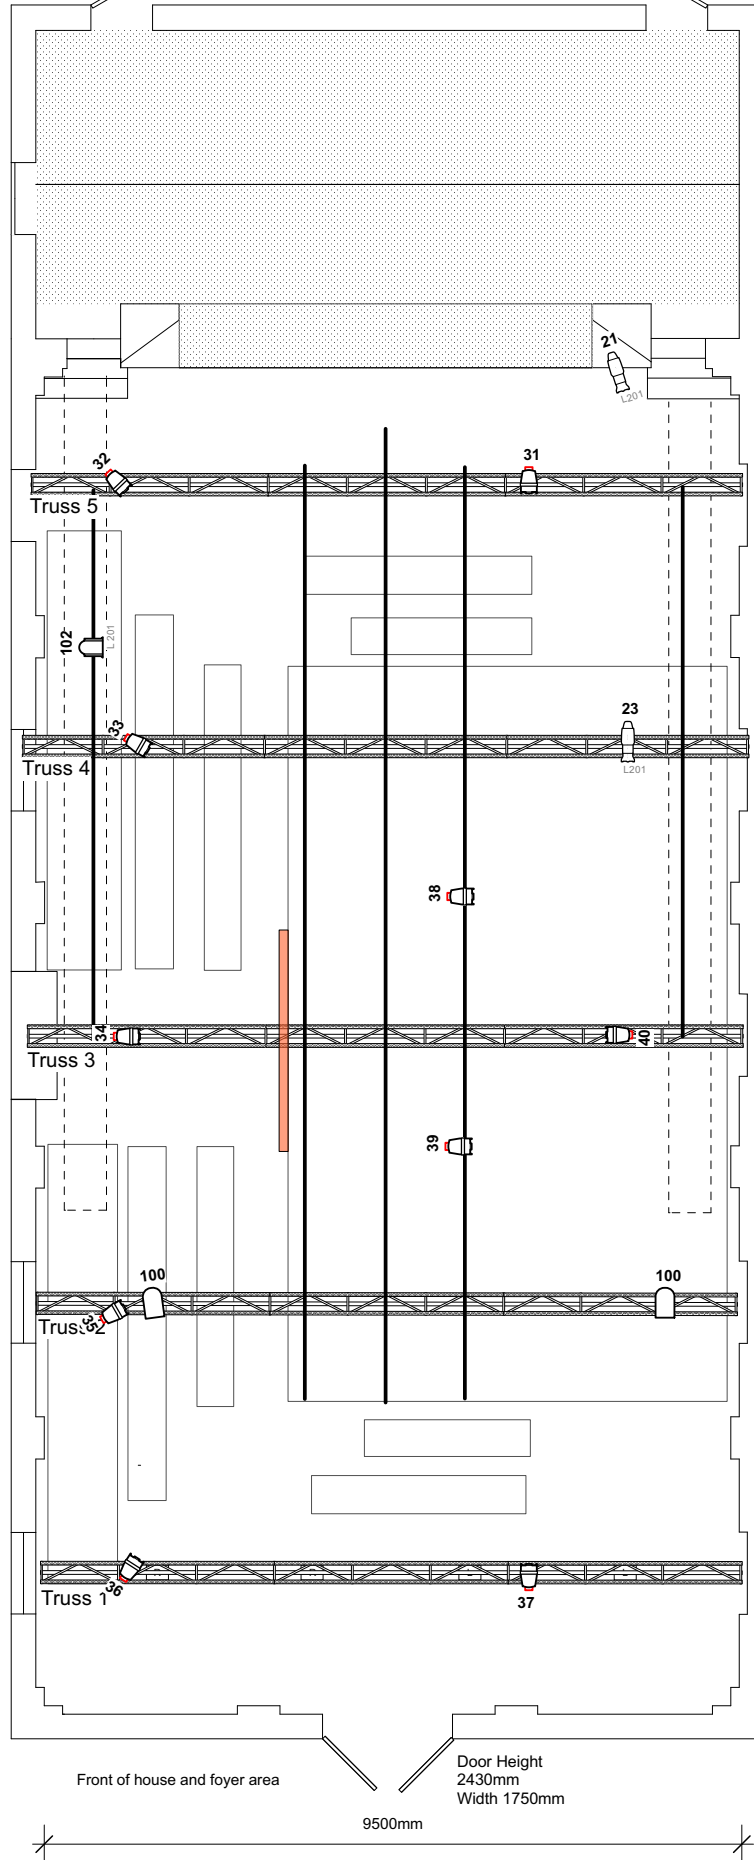 21
L201
31
32
Truss 5
102
L201
33
23
Truss 4
L201
38
34
40
Truss 3
39
100
100
35
Truss 2
36
Truss 1
37
Door Height
Front of house and foyer area
2430mm
Width 1750mm
9500mm